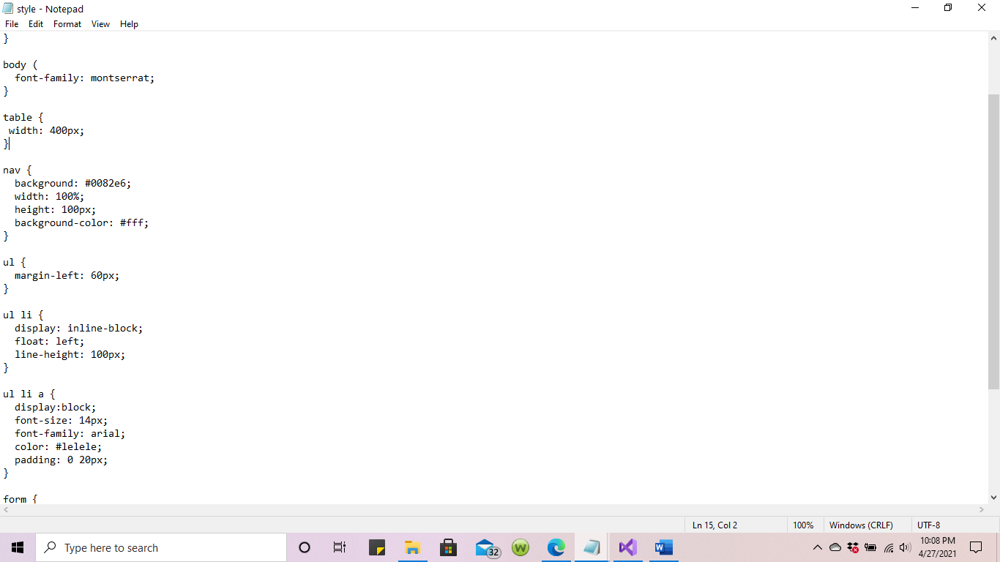 style - Notepad
File Edit Format View Help
}
body (
font-family: montserrat;
}
table {
width: 400px;
}
nav {
background: #0082e6;
width: 100%;
height: 100px;
background-color: #fff;
}
ul {
margin-left: 60px;
}
ul li {
display: inline-block;
float: left;
line-height: 100px;
}
ul li a {
display:block;
font-size: 14px;
font-family: arial;
color: #lelele;
padding: 0 20px;
}
form {
Ln 15, Col 2 100% Windows (CRLF) UTF-8
Type here to search
32
W
W
10:08 PM
4/27/2021